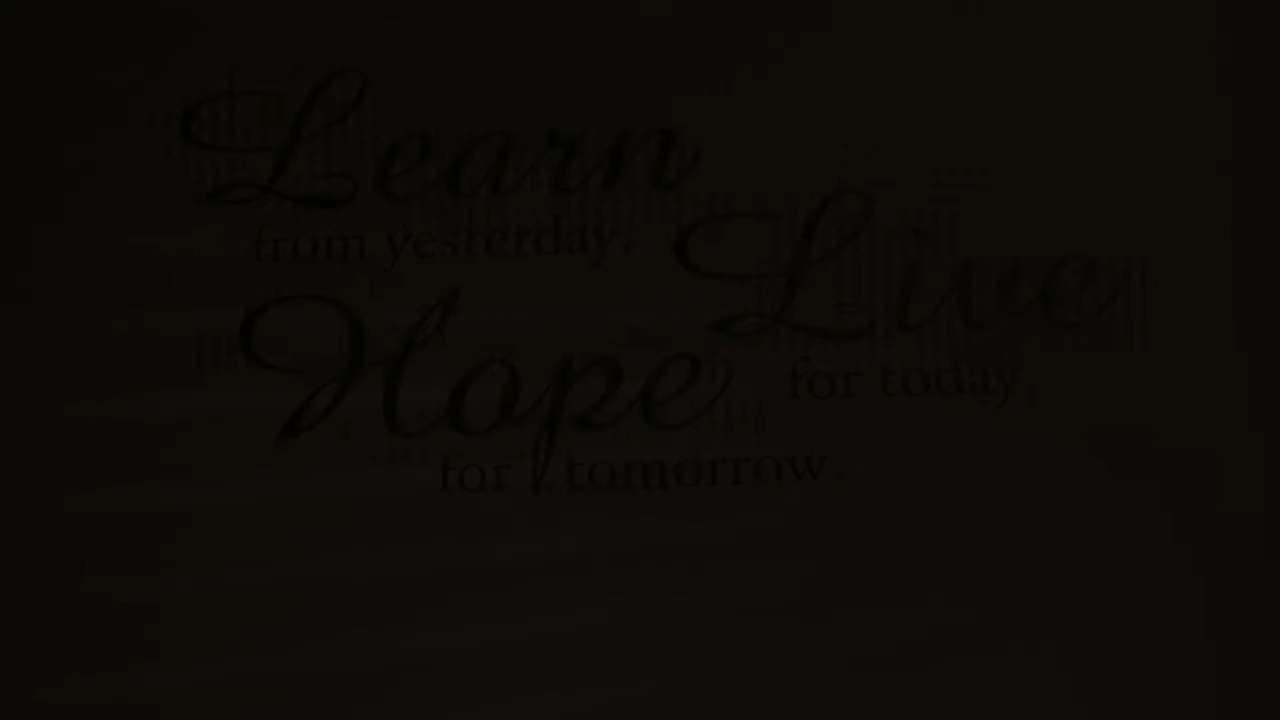 Learn
from yesterday.
Live
for today,
Hope
for tomorrow.